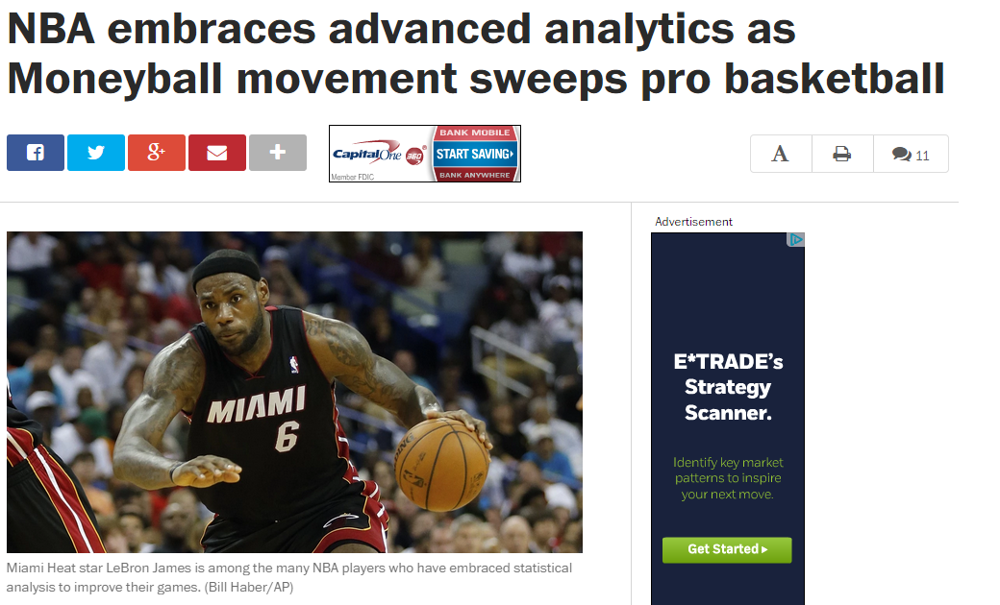 NBA embraces advanced analytics as
Moneyball movement sweeps pro basketball
g+
Capital One 360®
Member FDIC
BANK MOBILE
START SAVING
BANK ANYWHERE
A
11
Advertisement
MIAMI
6
E*TRADE's
Strategy
Scanner.
Identify key market
patterns to inspire
your next move.
Get Started
Miami Heat star LeBron James is among the many NBA players who have embraced statistical
analysis to improve their games. (Bill Haber/AP)